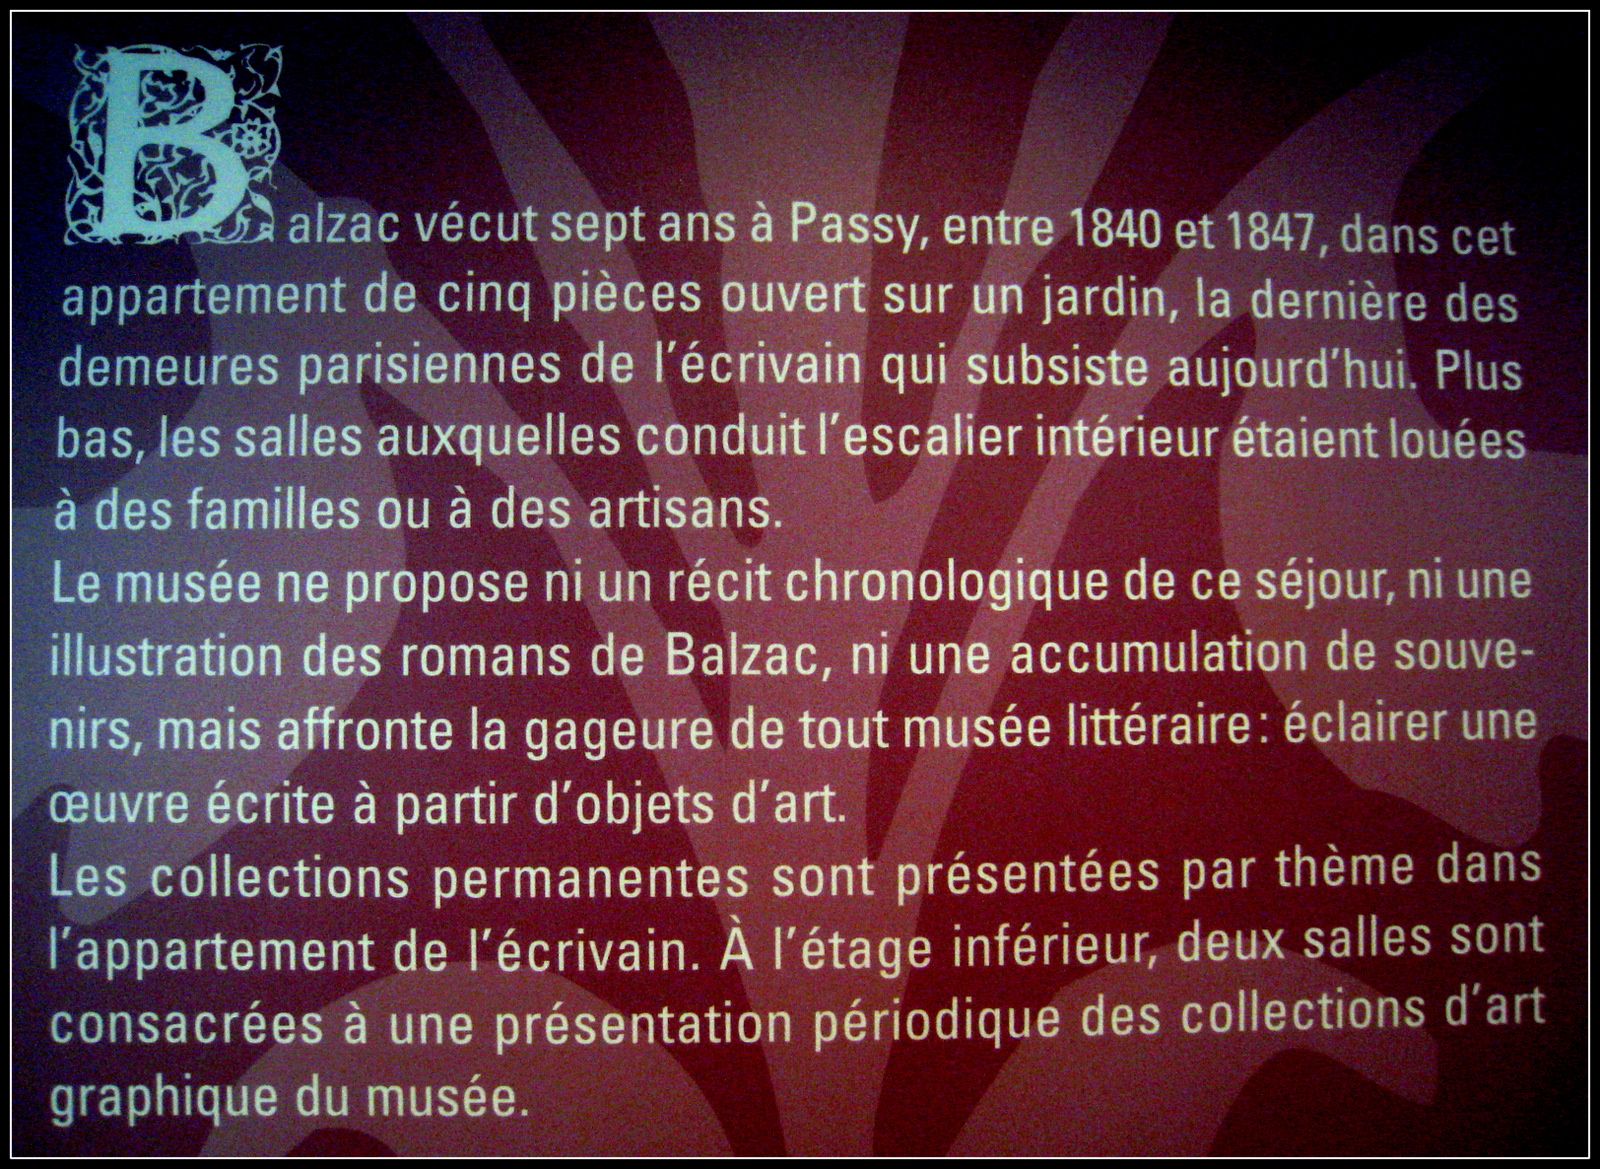 Balzac vécut sept ans à Passy, entre 1840 et 1847, dans cet
appartement de cinq pièces ouvert sur un jardin, la dernière des
demeures parisiennes de l'écrivain qui subsiste aujourd'hui. Plus
bas, les salles auxquelles conduit l'escalier intérieur étaient louées
à des familles ou à des artisans.
Le musée ne propose ni un récit chronologique de ce séjour, ni une
illustration des romans de Balzac, ni une accumulation de souve-
nirs, mais affronte la gageure de tout musée littéraire : éclairer une
œuvre écrite à partir d'objets d'art.
Les collections permanentes sont présentées par thème dans
l'appartement de l'écrivain. À l'étage inférieur, deux salles sont
consacrées à une présentation périodique des collections d'art
graphique du musée.